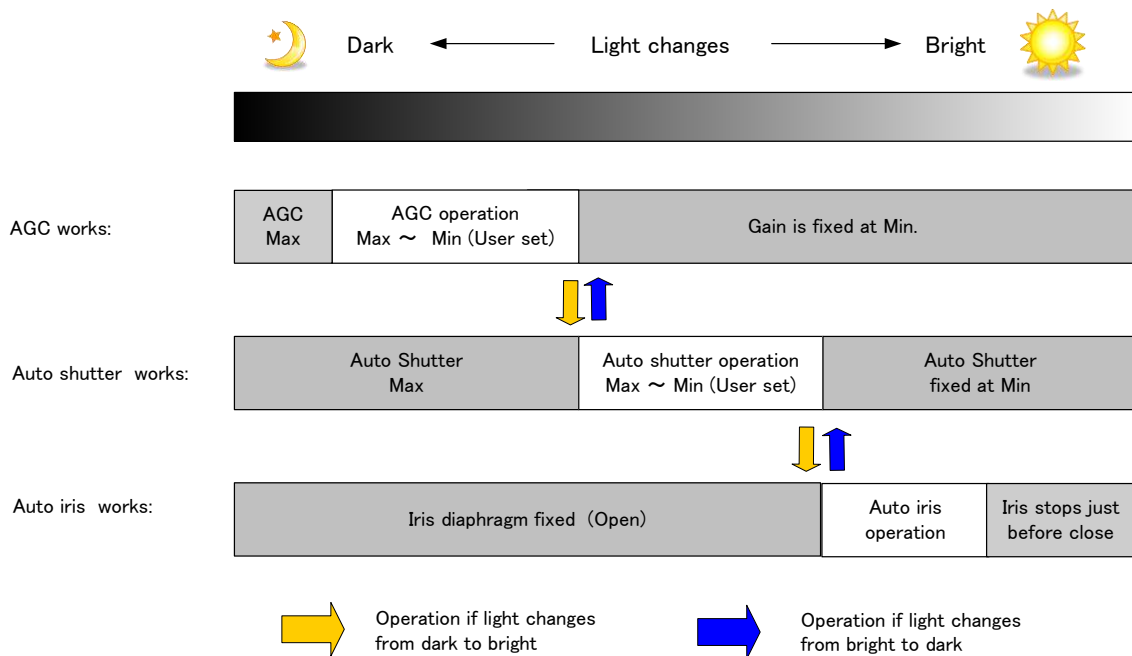 Dark
Light changes
Bright
AGC works:
AGC
Max
AGC operation
Max ～ Min (User set)
Gain is fixed at Min.
Auto shutter works:
Auto Shutter
Max
Auto shutter operation
Max ～ Min (User set)
Auto Shutter
fixed at Min
Auto iris works:
Iris diaphragm fixed (Open)
Auto iris
operation
Iris stops just
before close
Operation if light changes
from dark to bright
Operation if light changes
from bright to dark